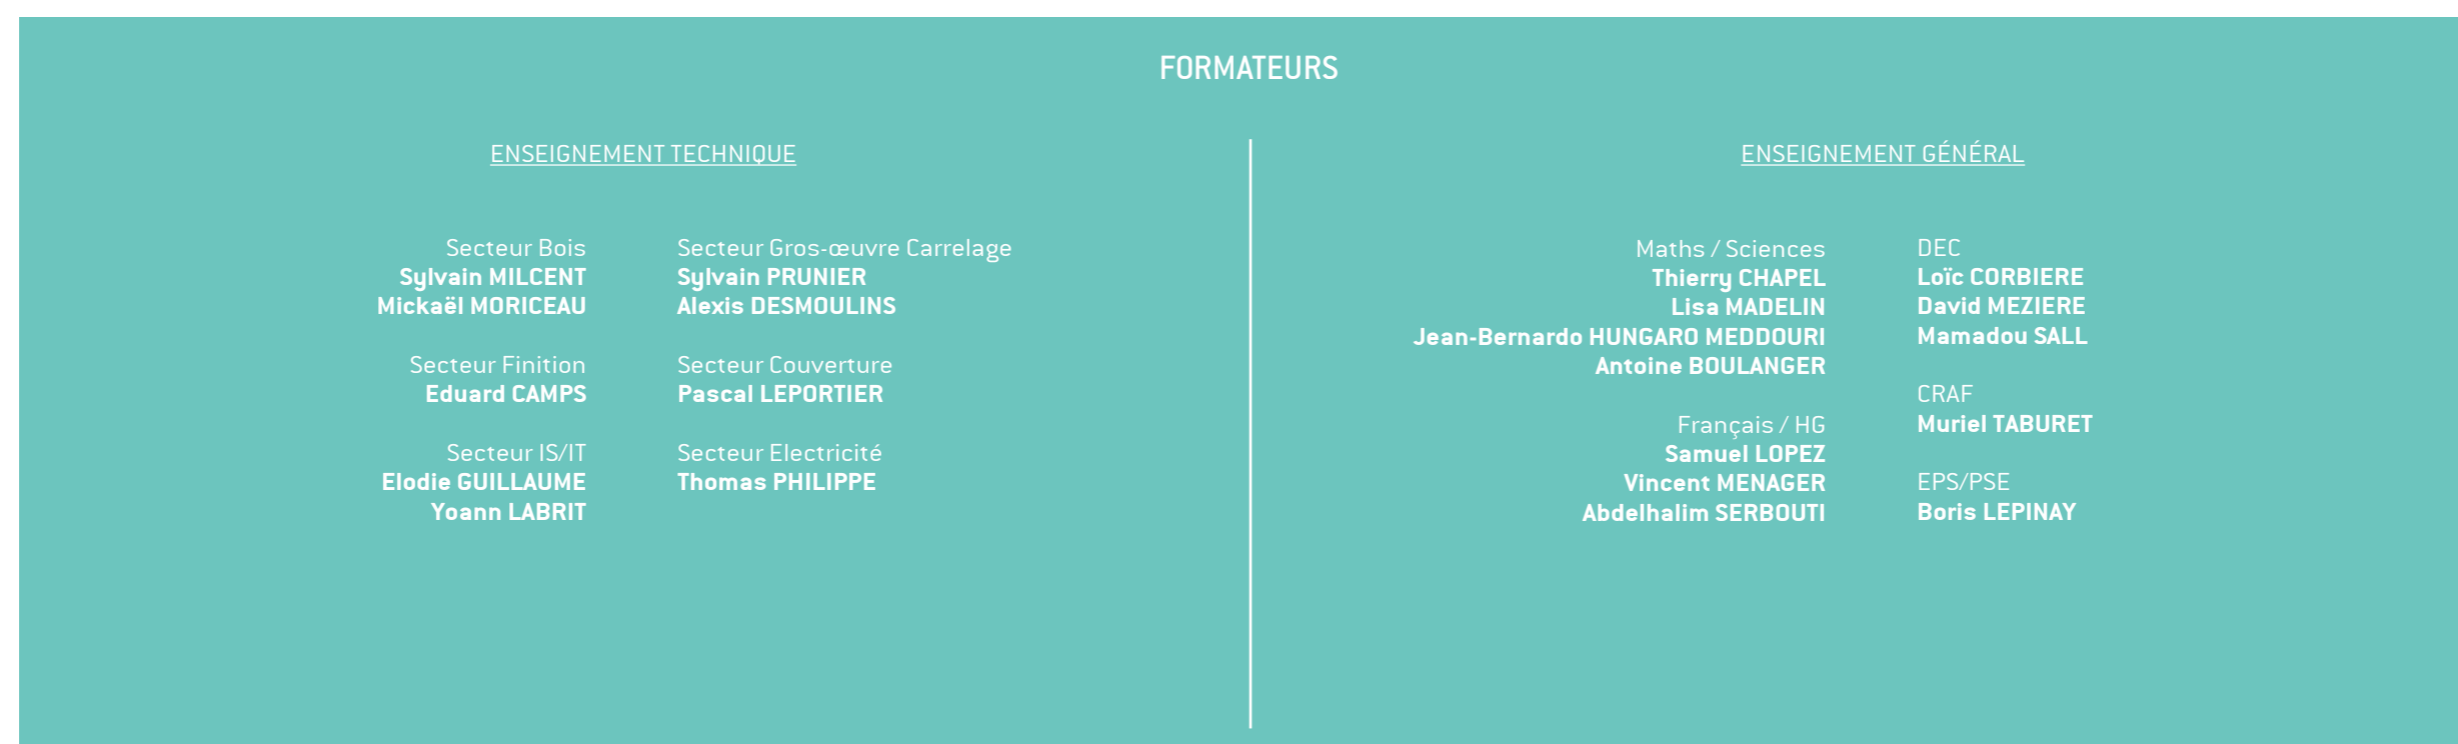 FORMATEURS
ENSEIGNEMENT TECHNIQUE
Secteur Bois
Sylvain MILCENT
Mickaël MORICEAU
Secteur Finition
Eduard CAMPS
Secteur IS/IT
Elodie GUILLAUME
Yoann LABRIT
Secteur Gros-œuvre Carrelage
Sylvain PRUNIER
Alexis DESMOULINS
Secteur Couverture
Pascal LEPORTIER
Secteur Electricité
Thomas PHILIPPE
ENSEIGNEMENT GÉNÉRAL
Maths / Sciences
Thierry CHAPEL
Lisa MADELIN
Jean-Bernardo HUNGARO MEDDOURI
Antoine BOULANGER
Français / HG
Samuel LOPEZ
Vincent MENAGER
Abdelhalim SERBOUTI
DEC
Loïc CORBIERE
David MEZIERE
Mamadou SALL
CRAF
Muriel TABURET
EPS/PSE
Boris LEPINAY